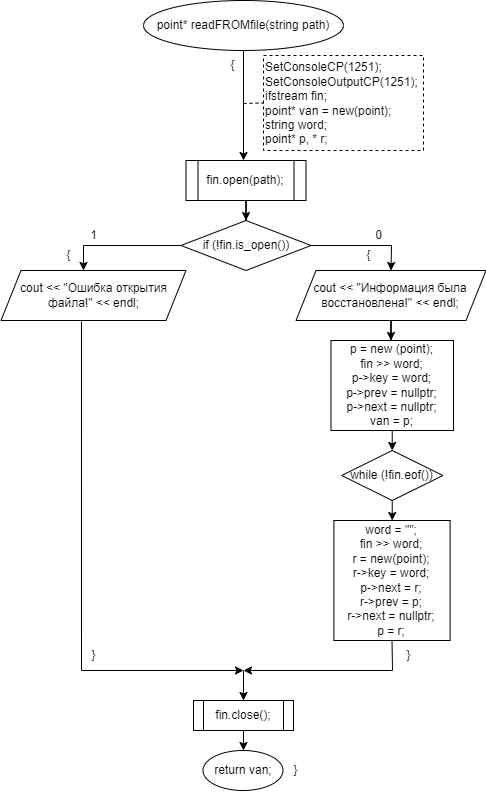 point* readFROMfile(string path)
{
SetConsoleCP(1251);
SetConsoleOutputCP(1251);
ifstream fin;
point* van = new(point);
string word;
point* p, * r;
fin.open(path);
if (!fin.is_open())
1
0
{
{
cout << "Ошибка открытия
файла!" << endl;
cout << "Информация была
восстановлена!" << endl;
p = new (point);
fin >> word;
p->key = word;
p->prev = nullptr;
p->next = nullptr;
van = p;
while (!fin.eof())
word = "";
fin >> word;
r = new(point);
r->key = word;
p->next = r;
r->prev = p;
r->next = nullptr;
p = r;
}
}
fin.close();
return van;
}